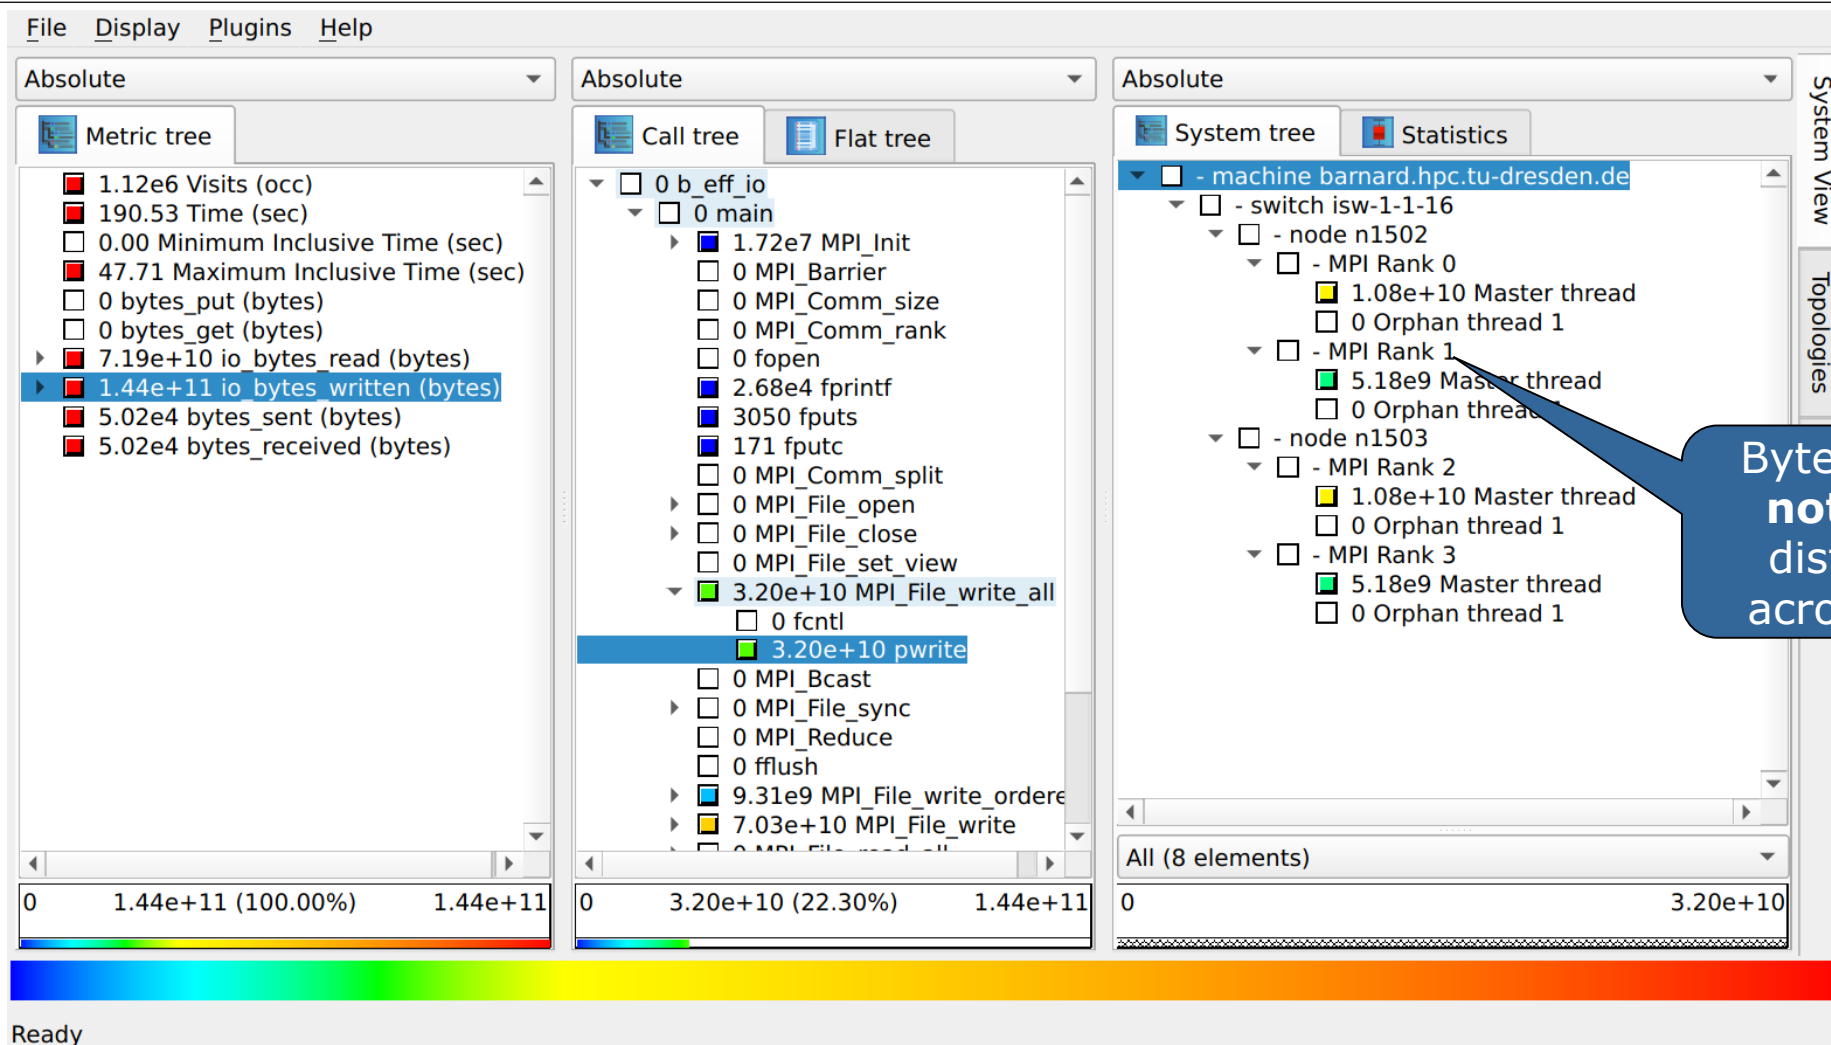 File Display Plugins Help
Absolute
Metric tree
1.12e6 Visits (occ)
190.53 Time (sec)
0.00 Minimum Inclusive Time (sec)
47.71 Maximum Inclusive Time (sec)
0 bytes_put (bytes)
0 bytes_get (bytes)
7.19e+10 io_bytes_read (bytes)
1.44e+11 io_bytes_written (bytes)
5.02e4 bytes_sent (bytes)
5.02e4 bytes_received (bytes)
0 1.44e+11 (100.00%) 1.44e+11
Absolute
Call tree Flat tree
0 b_eff_io
0 main
1.72e7 MPI_Init
0 MPI_Barrier
0 MPI_Comm_size
0 MPI_Comm_rank
0 fopen
2.68e4 fprintf
3050 fputs
171 fputc
0 MPI_Comm_split
0 MPI_File_open
0 MPI_File_close
0 MPI_File_set_view
3.20e+10 MPI_File_write_all
0 fcntl
3.20e+10 pwrite
0 MPI_Bcast
0 MPI_File_sync
0 MPI_Reduce
0 fflush
9.31e9 MPI_File_write_ordere
7.03e+10 MPI_File_write
0 MPI_File_read_all
0 3.20e+10 (22.30%) 1.44e+11
Absolute
System tree Statistics
- machine barnard.hpc.tu-dresden.de
- switch isw-1-1-16
- node n1502
- MPI Rank 0
1.08e+10 Master thread
0 Orphan thread 1
- MPI Rank 1
5.18e9 Master thread
0 Orphan thread 1
- node n1503
- MPI Rank 2
1.08e+10 Master thread
0 Orphan thread 1
- MPI Rank 3
5.18e9 Master thread
0 Orphan thread 1
All (8 elements)
0 3.20e+10
System View
Topologies
Ready